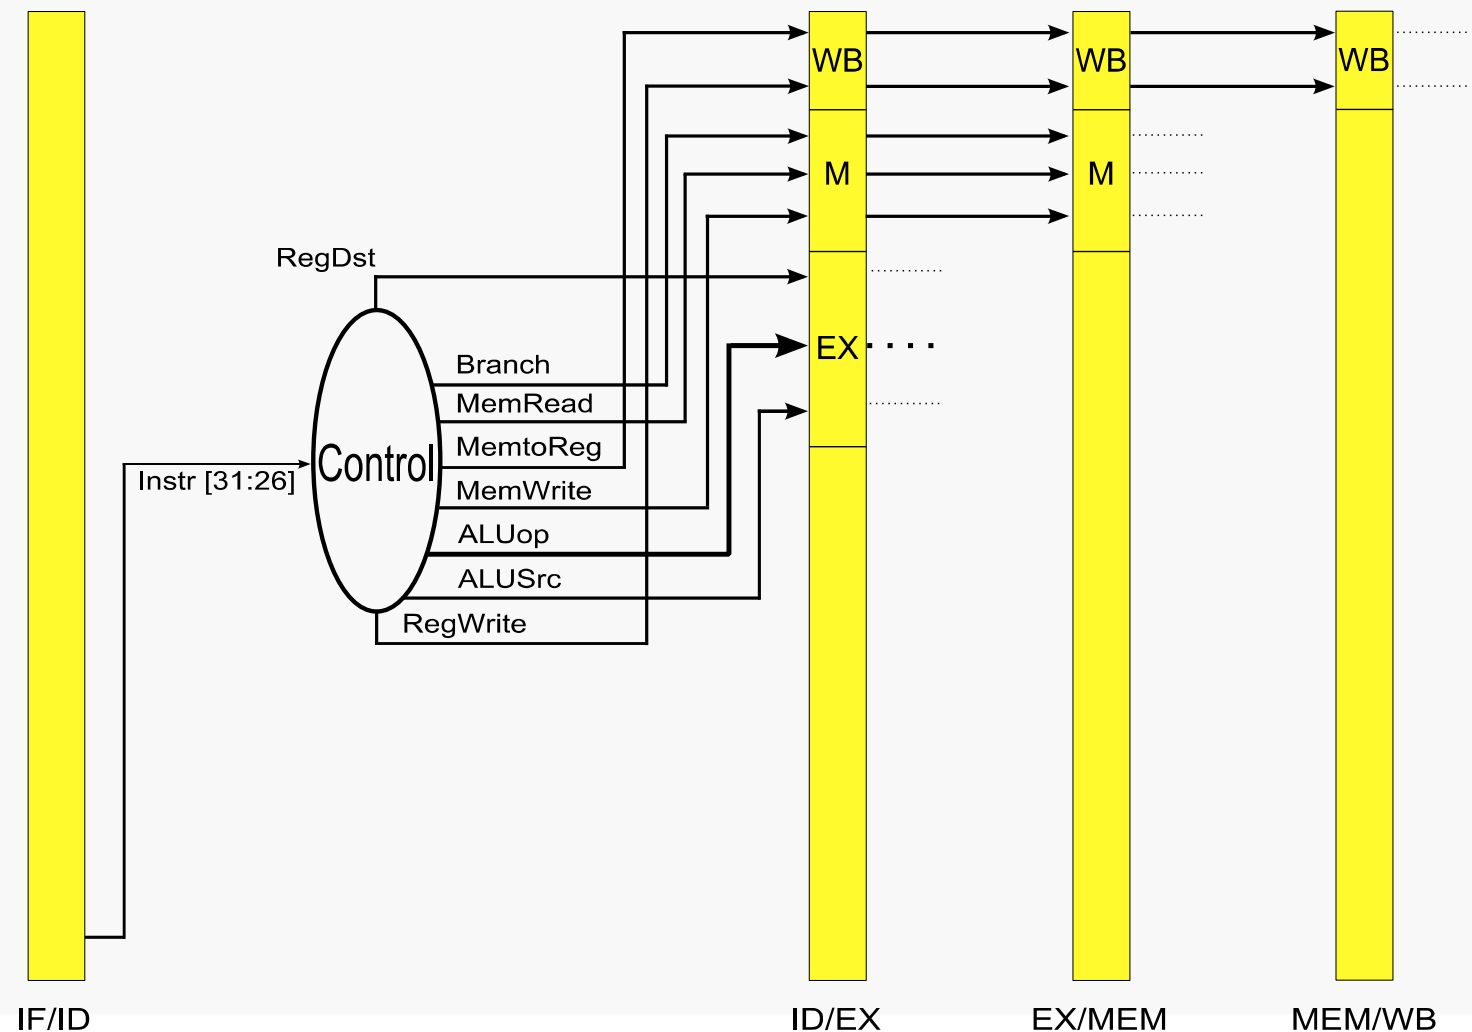 WB
WB
WB
M
M
RegDst
EX
Branch
MemRead
MemtoReg
Control
Instr [31:26]
MemWrite
ALUop
ALUSrc
RegWrite
IF/ID
ID/EX
EX/MEM
MEM/WB